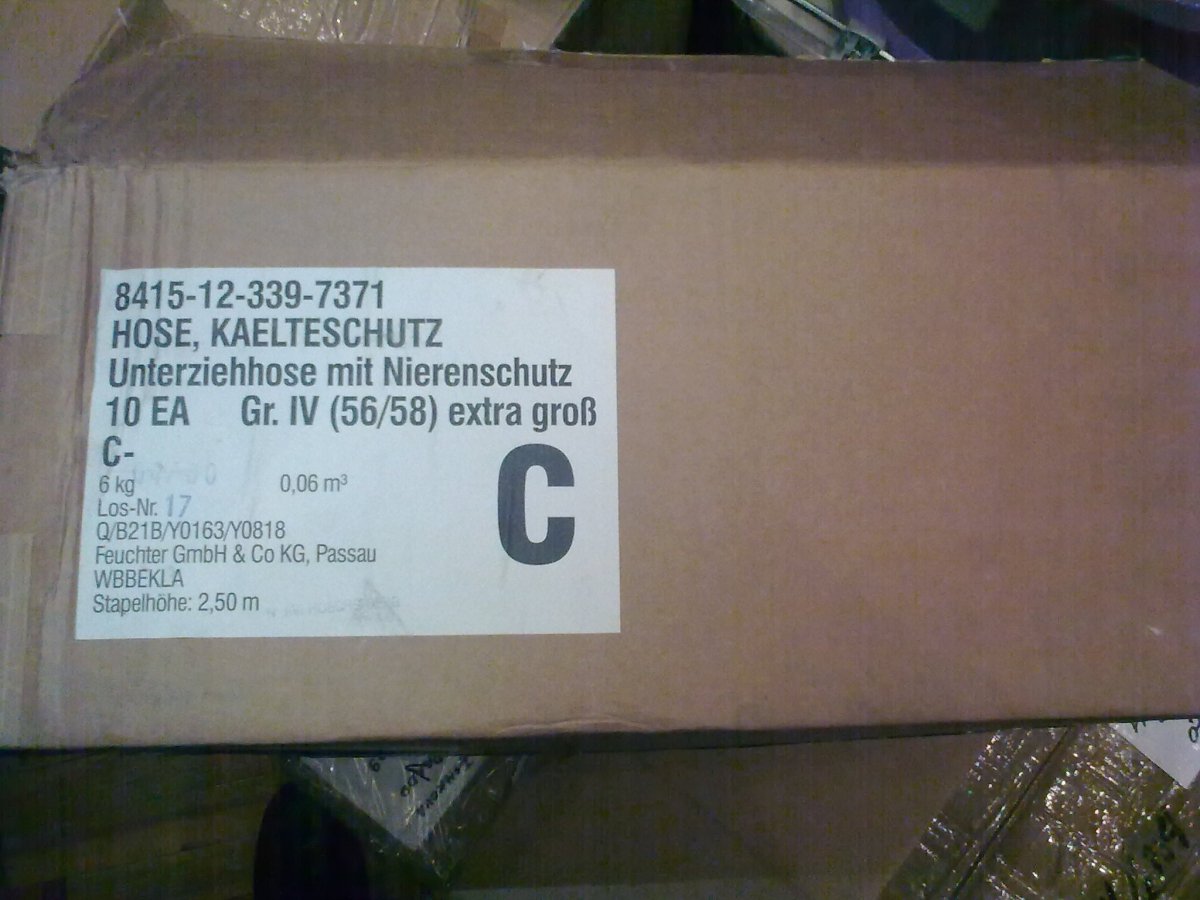 8415-12-339-7371
HOSE, KAELTESCHUTZ
Unterziehhose mit Nierenschutz
10 EA Gr. IV (56/58) extra groß
C-
C
6 kg 0,06 m³
Los-Nr. 17
Q/B21B/Y0163/Y0818
Feuchter GmbH & Co KG, Passau
WBBEKLA
Stapelhöhe: 2,50 m